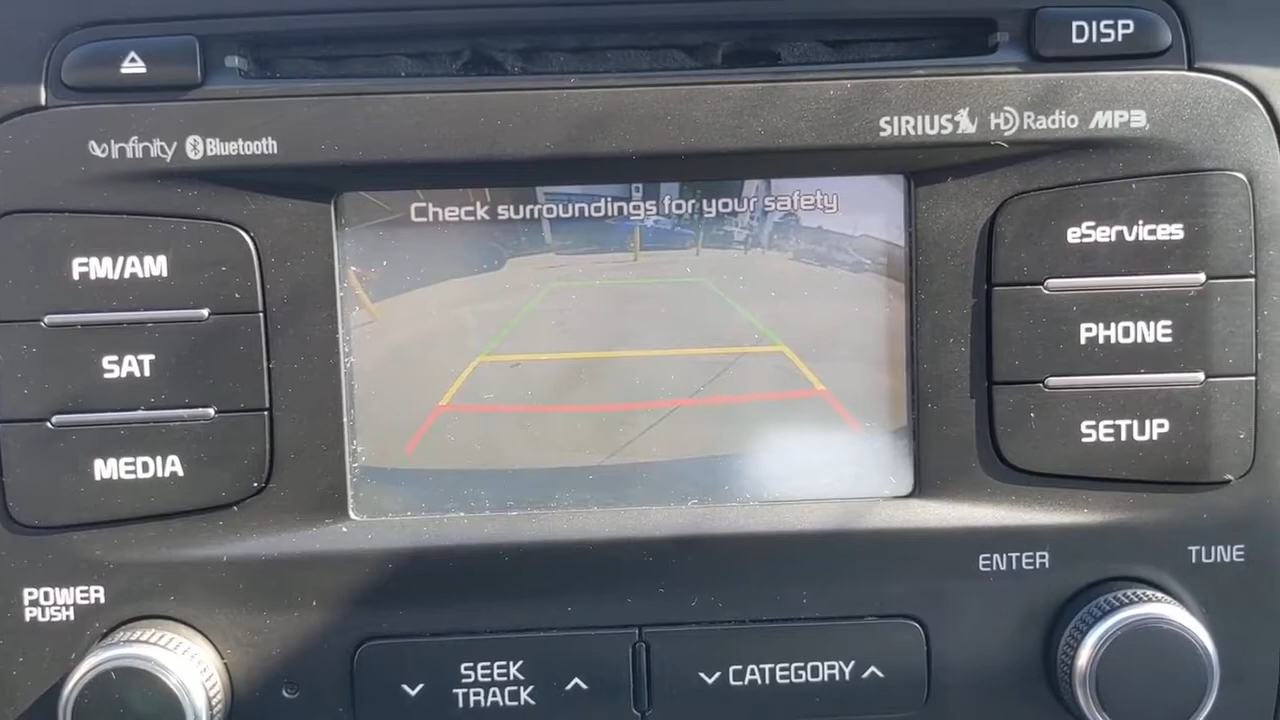 DISP
Infinity Bluetooth
SIRIUS HD Radio MP3
Check surroundings for your safety
FM/AM
SAT
MEDIA
eServices
PHONE
SETUP
POWER
PUSH
ENTER
TUNE
SEEK
TRACK
CATEGORY